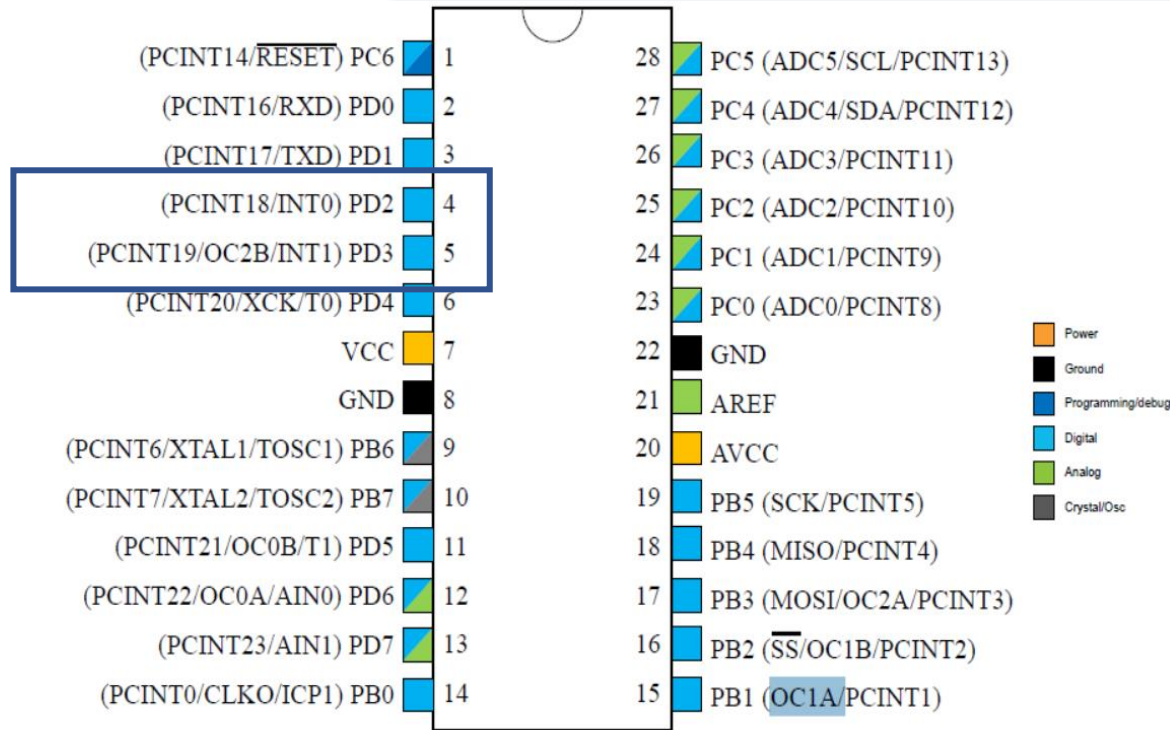 (PCINT14/RESET) PC6 1
(PCINT16/RXD) PD0 2
(PCINT17/TXD) PD1 3
(PCINT18/INT0) PD2 4
(PCINT19/OC2B/INT1) PD3 5
(PCINT20/XCK/T0) PD4 6
VCC 7
GND 8
(PCINT6/XTAL1/TOSC1) PB6 9
(PCINT7/XTAL2/TOSC2) PB7 10
(PCINT21/OC0B/T1) PD5 11
(PCINT22/OC0A/AIN0) PD6 12
(PCINT23/AIN1) PD7 13
(PCINT0/CLKO/ICP1) PB0 14
28 PC5 (ADC5/SCL/PCINT13)
27 PC4 (ADC4/SDA/PCINT12)
26 PC3 (ADC3/PCINT11)
25 PC2 (ADC2/PCINT10)
24 PC1 (ADC1/PCINT9)
23 PC0 (ADC0/PCINT8)
22 GND
21 AREF
20 AVCC
19 PB5 (SCK/PCINT5)
18 PB4 (MISO/PCINT4)
17 PB3 (MOSI/OC2A/PCINT3)
16 PB2 (SS/OC1B/PCINT2)
15 PB1 (OC1A/PCINT1)
Power
Ground
Programming/debug
Digital
Analog
Crystal/Osc